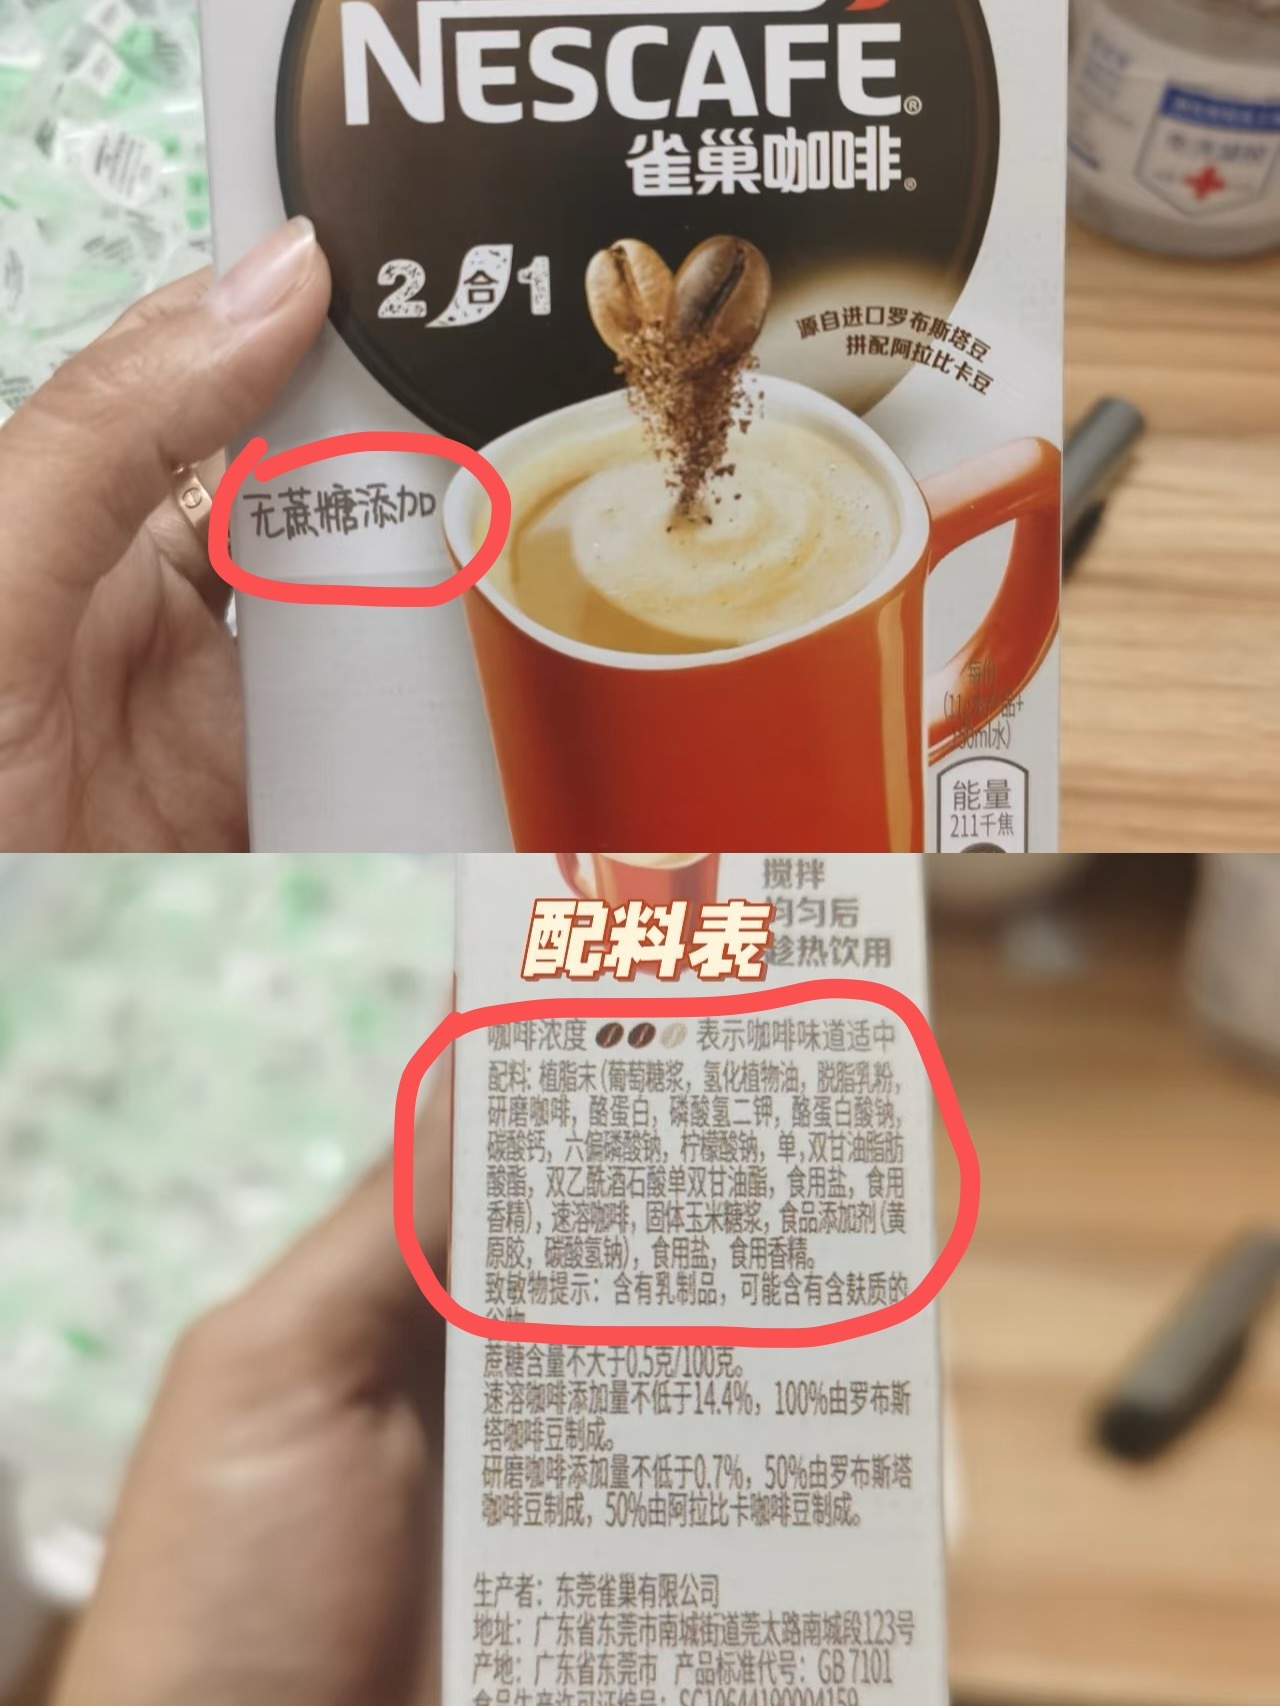 NESCAFÉ®
雀巢咖啡®
2合1
源自进口罗布斯塔豆
拼配阿拉比卡豆
无蔗糖添加
能量
211千焦
搅拌
均匀后
趁热饮用
配料表
咖啡浓度 表示咖啡味道适中
配料: 植脂末(葡萄糖浆, 氢化植物油, 脱脂乳粉,
研磨咖啡, 酪蛋白, 磷酸氢二钾, 酪蛋白酸钠,
碳酸钙, 六偏磷酸钠, 柠檬酸钠, 单,双甘油脂肪
酸酯, 双乙酰酒石酸单双甘油酯, 食用盐, 食用
香精), 速溶咖啡, 固体玉米糖浆, 食品添加剂(黄
原胶, 碳酸氢钠), 食用盐, 食用香精。
致敏物提示: 含有乳制品, 可能含有含麸质的
谷物
蔗糖含量不大于0.5克/100克。
速溶咖啡添加量不低于14.4%, 100%由罗布斯
塔咖啡豆制成。
研磨咖啡添加量不低于0.7%, 50%由罗布斯塔
咖啡豆制成, 50%由阿拉比卡咖啡豆制成。
生产者: 东莞雀巢有限公司
地址: 广东省东莞市南城街道莞太路南城段123号
产地: 广东省东莞市 产品标准代号: GB 7101
食品生产许可证编号: SC10644190004159